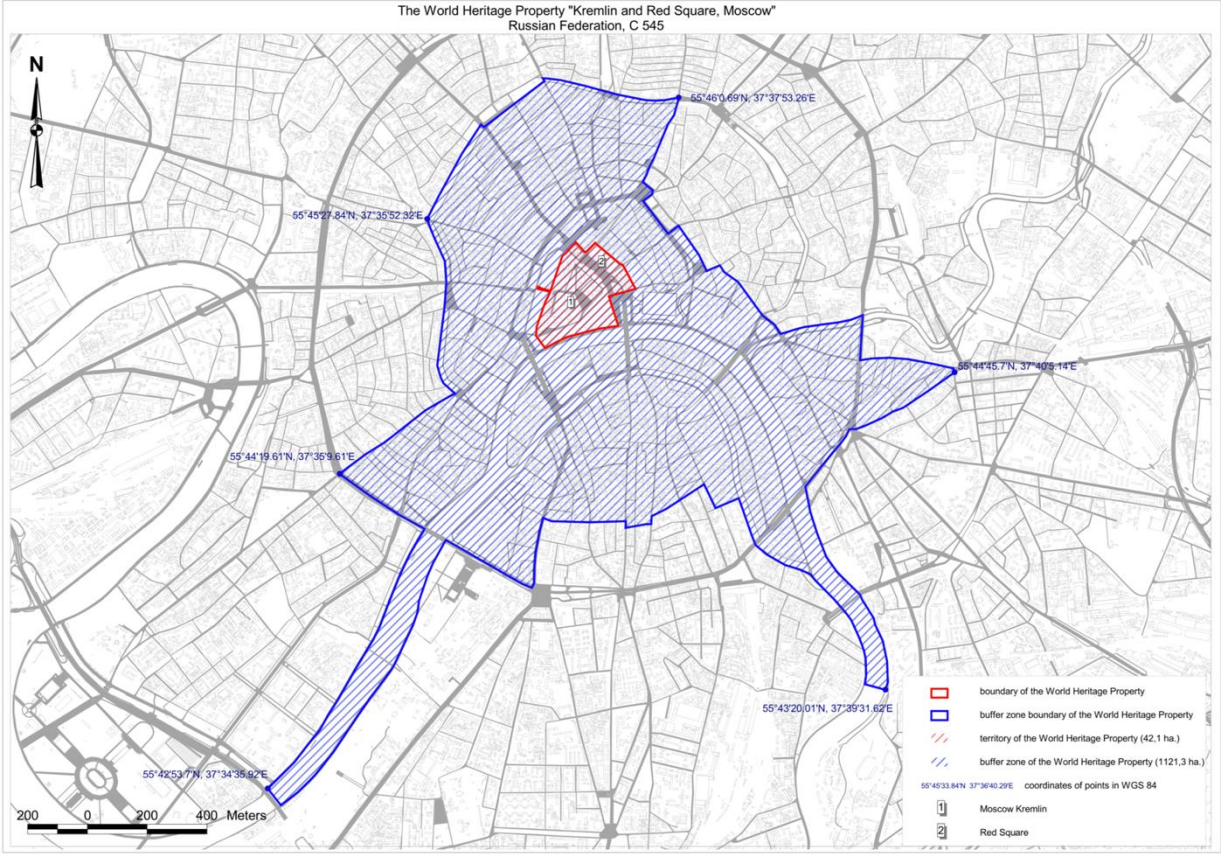 The World Heritage Property "Kremlin and Red Square, Moscow"
Russian Federation, C 545
N
55°46'0.69'N, 37°37'53.26'E
55°45'27.84'N, 37°35'52.32'E
2
1
55°44'45.7'N, 37°40'5.14'E
55°44'19.61'N, 37°35'9.61'E
55°43'20.01'N, 37°39'31.62'E
55°42'53.7'N, 37°34'35.92'E
200 0 200 400 Meters
boundary of the World Heritage Property
buffer zone boundary of the World Heritage Property
territory of the World Heritage Property (42,1 ha.)
buffer zone of the World Heritage Property (1121,3 ha.)
55°45'33.84'N 37°36'40.29'E coordinates of points in WGS 84
1 Moscow Kremlin
2 Red Square